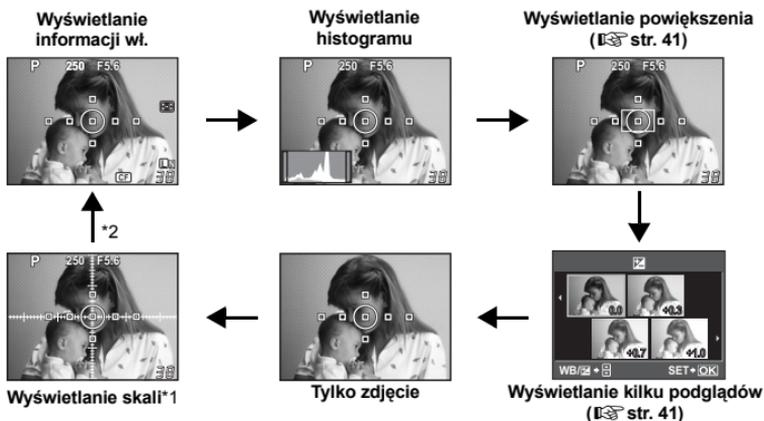 Wyświetlanie
informacji wł.
Wyświetlanie
histogramu
Wyświetlanie powiększenia
(☞ str. 41)
P 250 F5.6
CF
LN
38
P 250 F5.6
38
P 250 F5.6
38
*2
P 250 F5.6
38
0.0 +0.3
+0.7 +1.0
WB/ SET OK
Wyświetlanie skali*1
Tylko zdjęcie
Wyświetlanie kilku podglądów
(☞ str. 41)